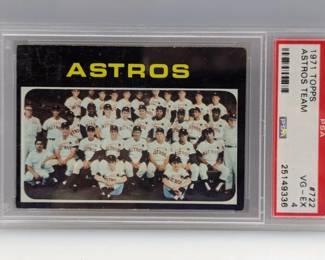 ASTROS
1971 TOPPS
ASTROS TEAM
#722
VG - EX
4
25149336
PSA